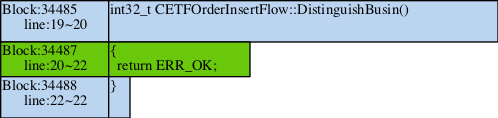 Block:34485 int32_t CETFOrderInsertFlow::DistinguishBusin()
line:19~20
Block:34487 {
line:20~22 return ERR_OK;
Block:34488 }
line:22~22